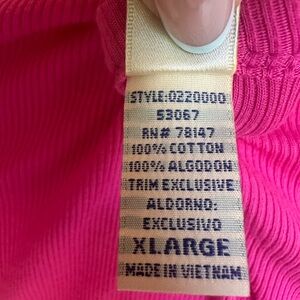 STYLE:0220000
53067
RN# 78147
100% COTTON
100% ALGODON
TRIM EXCLUSIVE
ALDORNO:
EXCLUSIVO
XLARGE
MADE IN VIETNAM